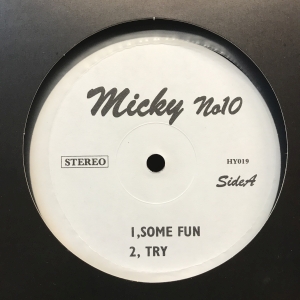 Micky No10
STEREO
HY019
SideA
1,SOME FUN
2, TRY